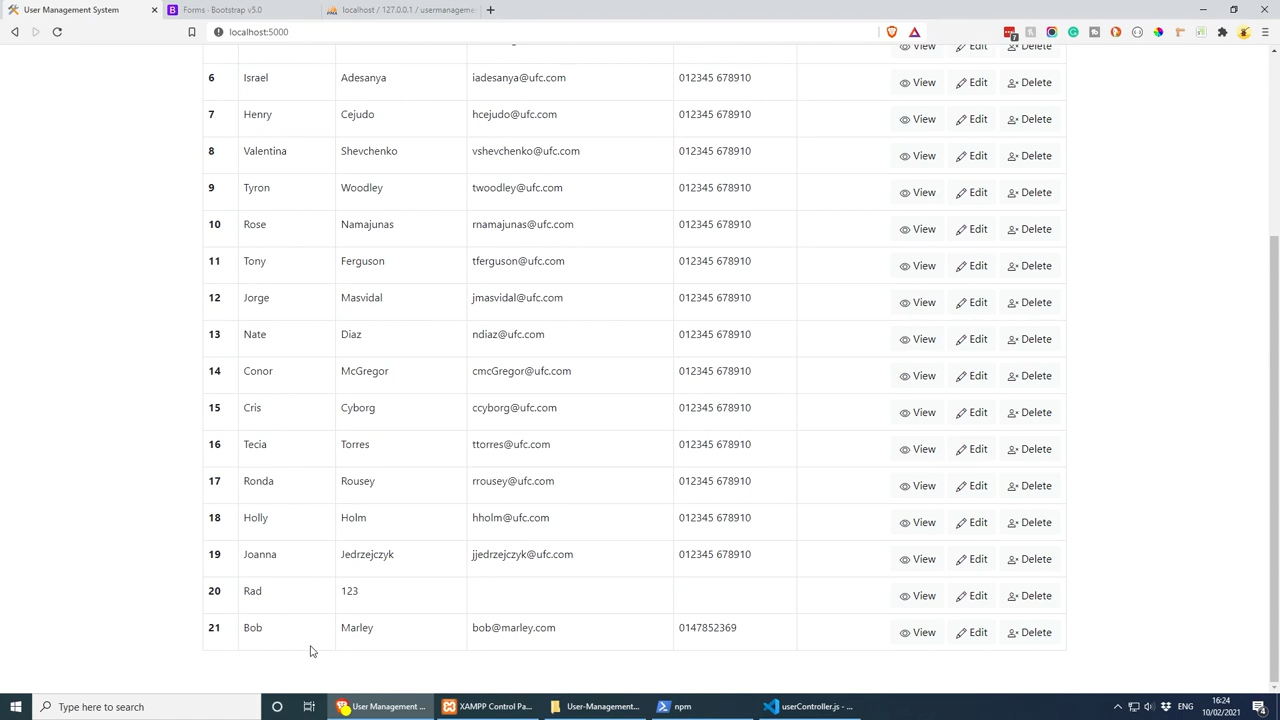 User Management System
Forms · Bootstrap v5.0
localhost / 127.0.0.1 / usermanageme
localhost:5000
7
View Edit Delete
6 Israel Adesanya iadesanya@ufc.com 012345 678910 View Edit Delete
7 Henry Cejudo hcejudo@ufc.com 012345 678910 View Edit Delete
8 Valentina Shevchenko vshevchenko@ufc.com 012345 678910 View Edit Delete
9 Tyron Woodley twoodley@ufc.com 012345 678910 View Edit Delete
10 Rose Namajunas rnamajunas@ufc.com 012345 678910 View Edit Delete
11 Tony Ferguson tferguson@ufc.com 012345 678910 View Edit Delete
12 Jorge Masvidal jmasvidal@ufc.com 012345 678910 View Edit Delete
13 Nate Diaz ndiaz@ufc.com 012345 678910 View Edit Delete
14 Conor McGregor cmcGregor@ufc.com 012345 678910 View Edit Delete
15 Cris Cyborg ccyborg@ufc.com 012345 678910 View Edit Delete
16 Tecia Torres ttorres@ufc.com 012345 678910 View Edit Delete
17 Ronda Rousey rrousey@ufc.com 012345 678910 View Edit Delete
18 Holly Holm hholm@ufc.com 012345 678910 View Edit Delete
19 Joanna Jedrzejczyk jjedrzejczyk@ufc.com 012345 678910 View Edit Delete
20 Rad 123 View Edit Delete
21 Bob Marley bob@marley.com 0147852369 View Edit Delete
Type here to search
User Management ...
XAMPP Control Pa...
User-Management...
npm
userController.js - ...
ENG
16:24
10/02/2021
4